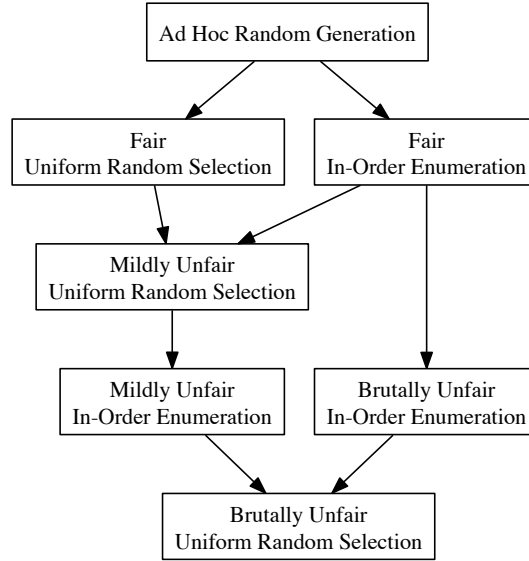 Ad Hoc Random Generation
Fair
Uniform Random Selection
Fair
In-Order Enumeration
Mildly Unfair
Uniform Random Selection
Mildly Unfair
In-Order Enumeration
Brutally Unfair
In-Order Enumeration
Brutally Unfair
Uniform Random Selection